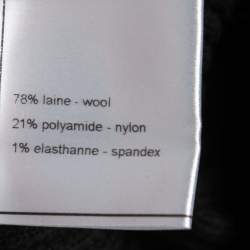 78% laine - wool
21% polyamide - nylon
1% elasthanne - spandex